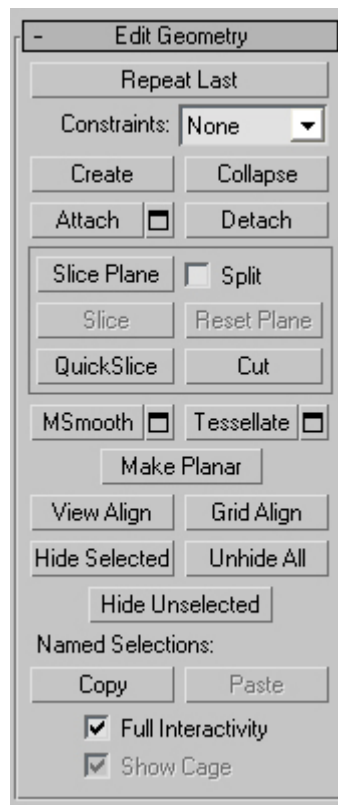 - Edit Geometry
Repeat Last
Constraints: None
Create Collapse
Attach Detach
Slice Plane Split
Slice Reset Plane
QuickSlice Cut
MSmooth Tessellate
Make Planar
View Align Grid Align
Hide Selected Unhide All
Hide Unselected
Named Selections:
Copy Paste
Full Interactivity
Show Cage